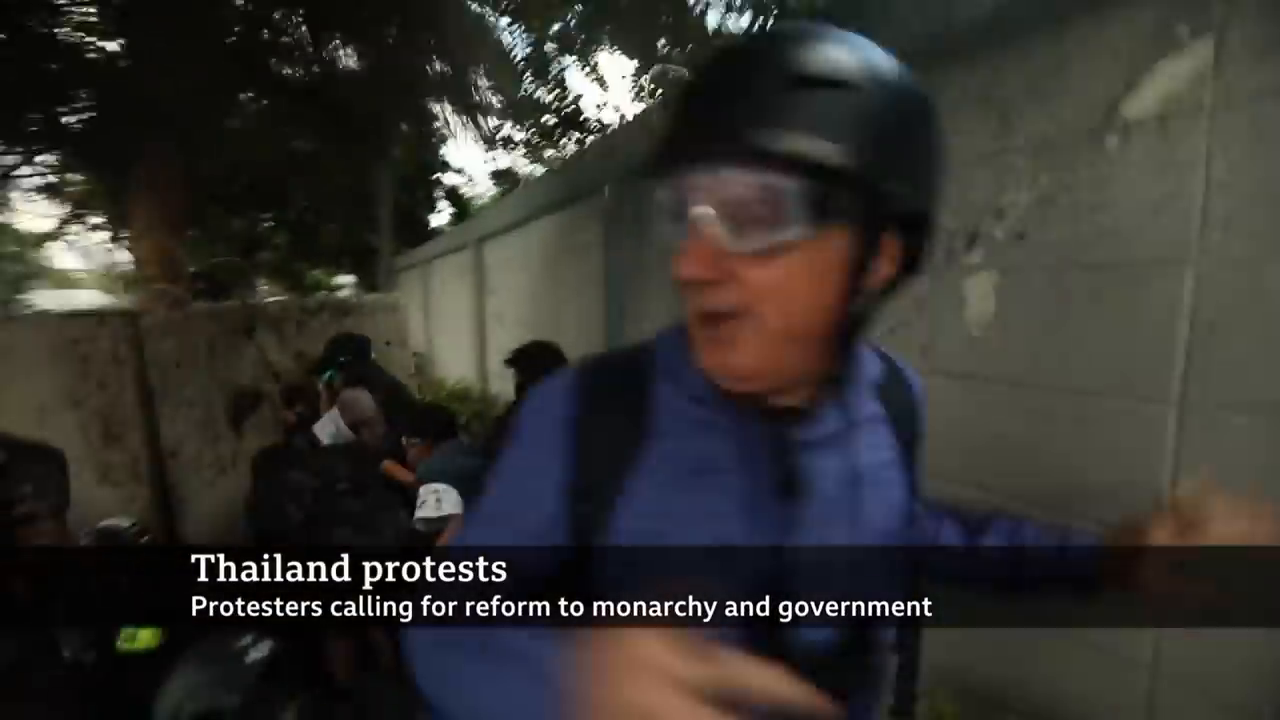 Thailand protests
Protesters calling for reform to monarchy and government